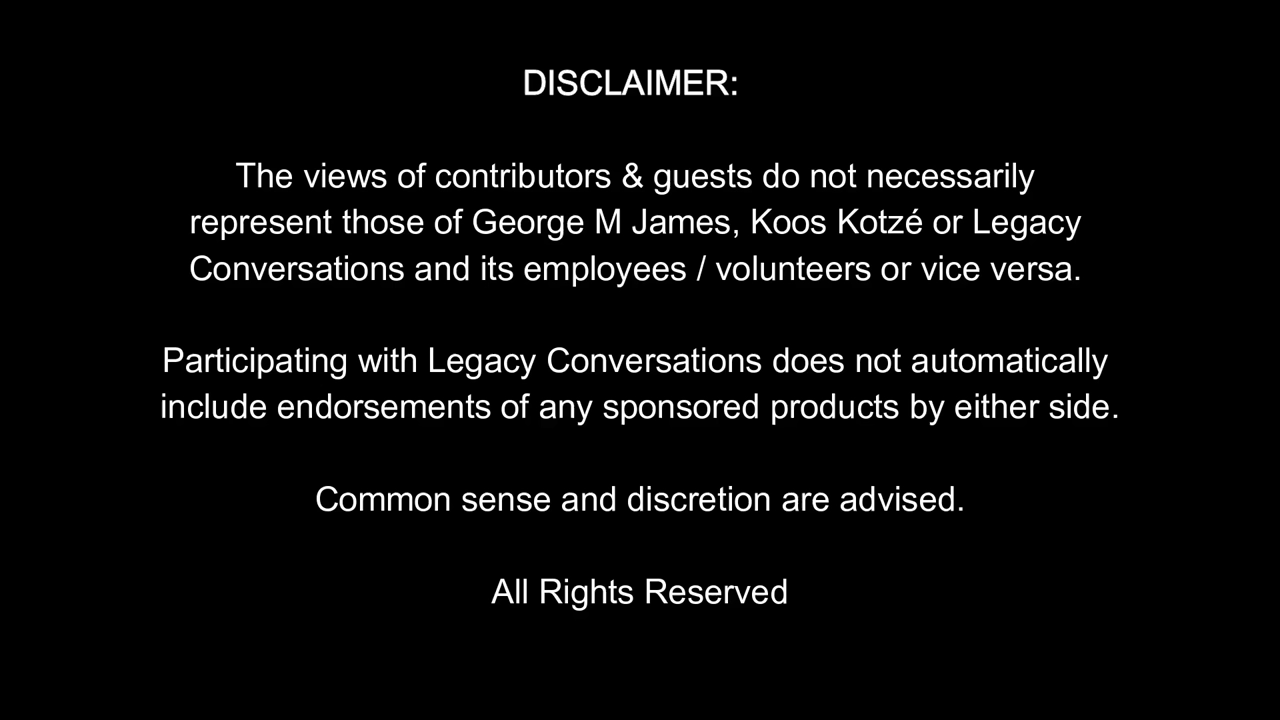 DISCLAIMER:
The views of contributors & guests do not necessarily
represent those of George M James, Koos Kotzé or Legacy
Conversations and its employees / volunteers or vice versa.
Participating with Legacy Conversations does not automatically
include endorsements of any sponsored products by either side.
Common sense and discretion are advised.
All Rights Reserved